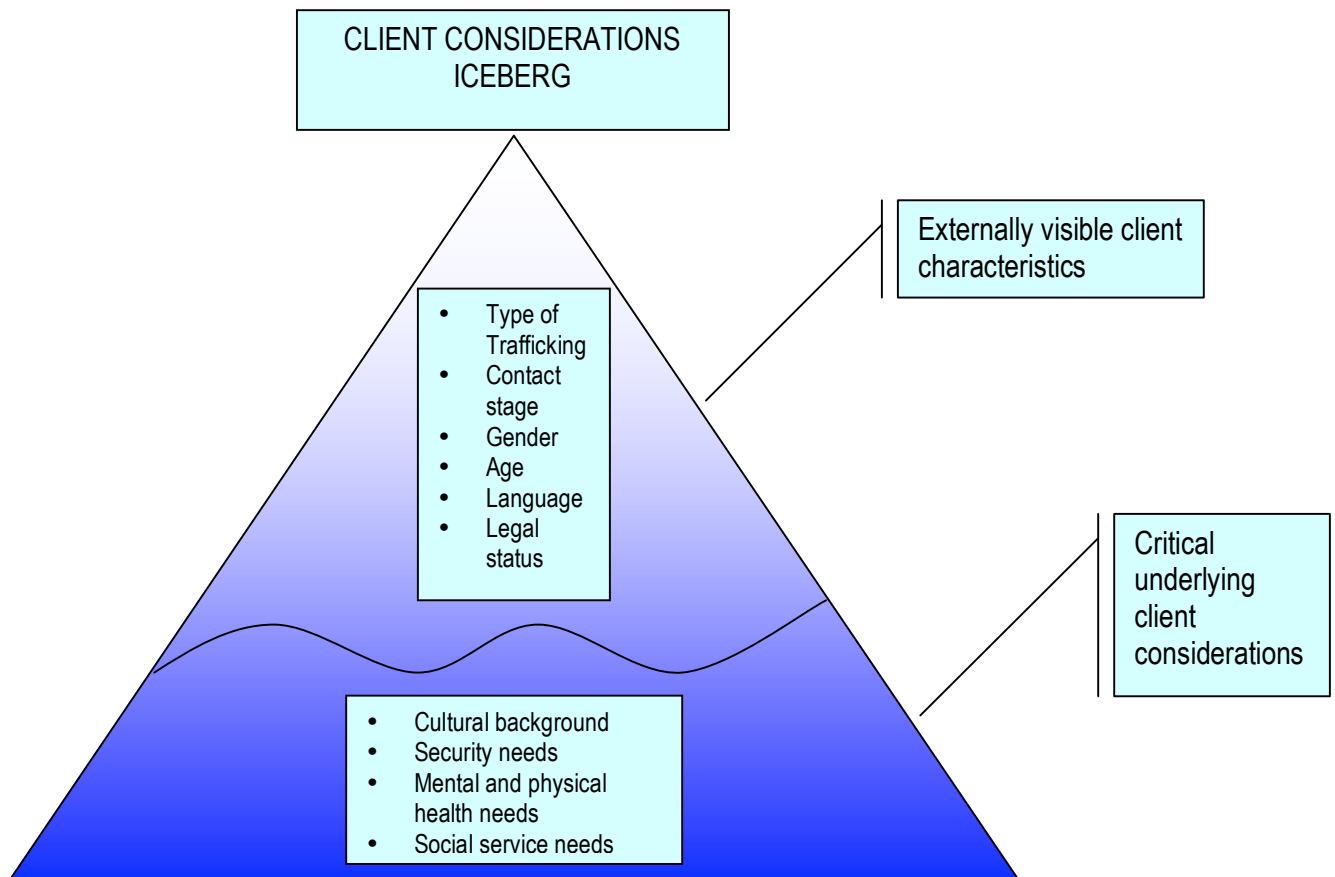 CLIENT CONSIDERATIONS
ICEBERG
Externally visible client
characteristics
• Type of
Trafficking
• Contact
stage
• Gender
• Age
• Language
• Legal
status
Critical
underlying
client
considerations
• Cultural background
• Security needs
• Mental and physical
health needs
• Social service needs